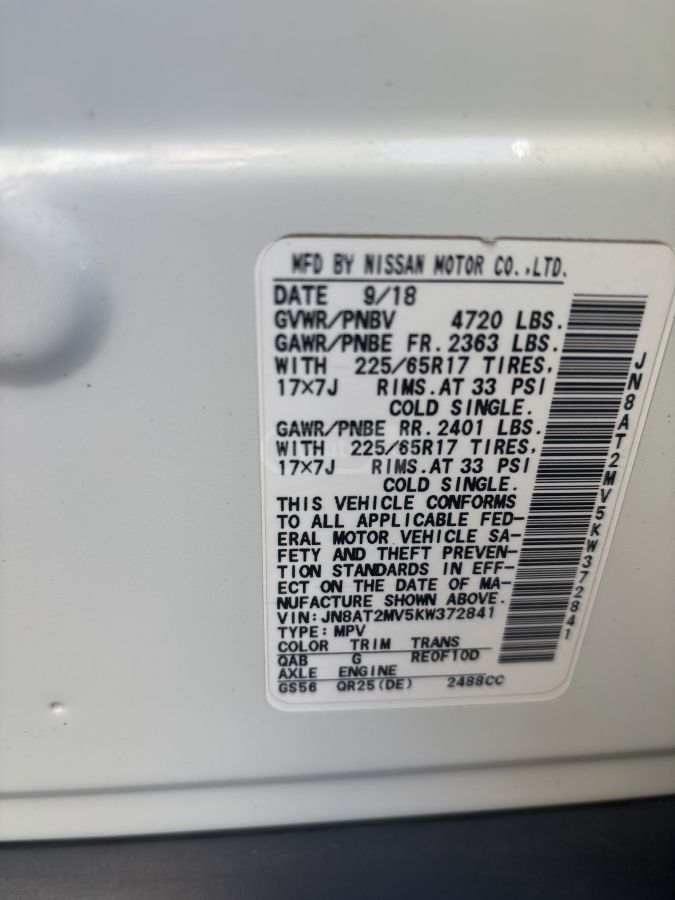 MFD BY NISSAN MOTOR CO.,LTD.
DATE 9/18
GVWR/PNBV 4720 LBS.
GAWR/PNBE FR. 2363 LBS.
WITH 225/65R17 TIRES,
17×7J RIMS. AT 33 PSI
COLD SINGLE.
GAWR/PNBE RR. 2401 LBS.
WITH 225/65R17 TIRES,
17×7J RIMS. AT 33 PSI
COLD SINGLE.
THIS VEHICLE CONFORMS
TO ALL APPLICABLE FED-
ERAL MOTOR VEHICLE SA-
FETY AND THEFT PREVEN-
TION STANDARDS IN EFF-
ECT ON THE DATE OF MA-
NUFACTURE SHOWN ABOVE.
VIN: JN8AT2MV5KW372841
TYPE: MPV
COLOR TRIM TRANS
QAB G RE0F10D
AXLE ENGINE
GS56 QR25(DE) 2488CC
JN8AT2MV5KW372841